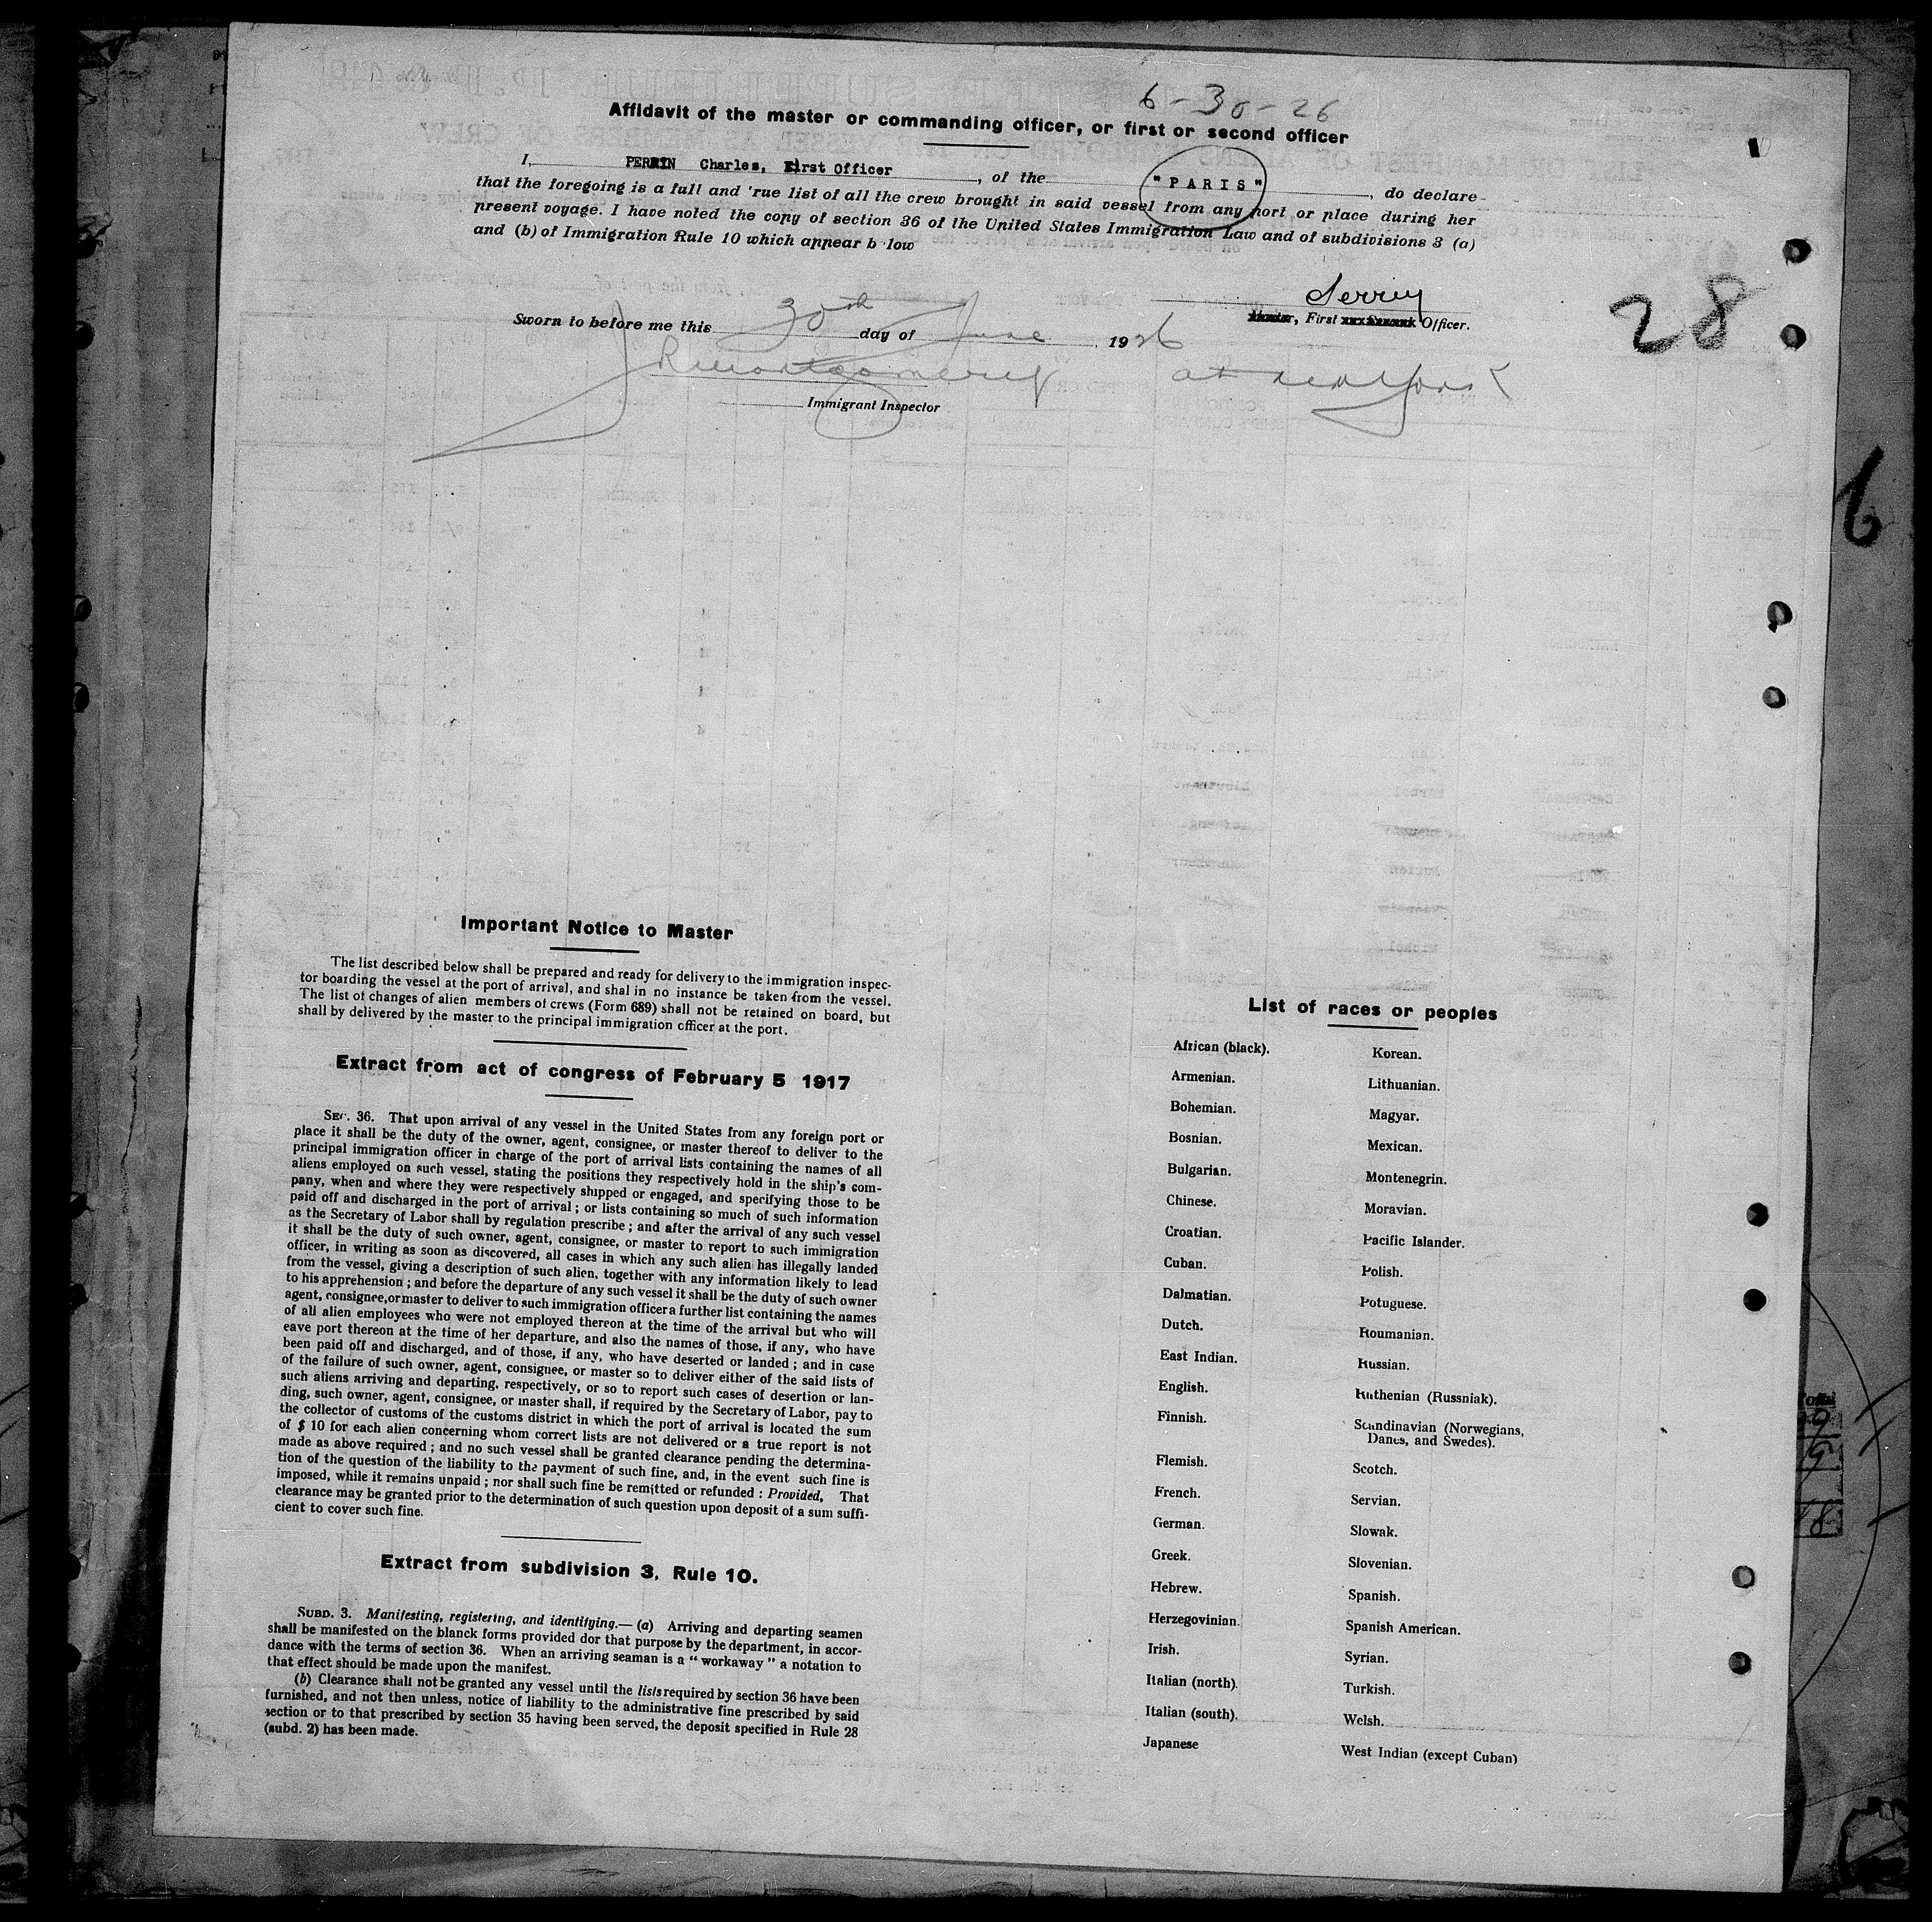 6-30-26
Affidavit of the master or commanding officer, or first or second officer
I, PERRIN Charles, First Officer, of the "PARIS", do declare
that the foregoing is a full and 'rue list of all the crew brought in said vessel from any port or place during her
present voyage. I have noted the copy of section 36 of the United States Immigration Law and of subdivisions 3 (a)
and (b) of Immigration Rule 10 which appear b low
Perrin
Master, First Officer.
28
Sworn to before me this 30th day of June 1926
Montgomery at New York
Immigrant Inspector
6
Important Notice to Master
The list described below shall be prepared and ready for delivery to the immigration inspec-
tor boarding the vessel at the port of arrival, and shal in no instance be taken from the vessel.
The list of changes of alien members of crews (Form 689) shall not be retained on board, but
shall by delivered by the master to the principal immigration officer at the port.
Extract from act of congress of February 5 1917
SEC. 36. That upon arrival of any vessel in the United States from any foreign port or
place it shall be the duty of the owner, agent, consignee, or master thereof to deliver to the
principal immigration officer in charge of the port of arrival lists containing the names of all
aliens employed on such vessel, stating the positions they respectively hold in the ship's com-
pany, when and where they were respectively shipped or engaged, and specifying those to be
paid off and discharged in the port of arrival; or lists containing so much of such information
as the Secretary of Labor shall by regulation prescribe; and after the arrival of any such vessel
it shall be the duty of such owner, agent, consignee, or master to report to such immigration
officer, in writing as soon as discovered, all cases in which any such alien has illegally landed
from the vessel, giving a description of such alien, together with any information likely to lead
to his apprehension; and before the departure of any such vessel it shall be the duty of such owner
agent, consignee, or master to deliver to such immigration officer a further list containing the names
of all alien employees who were not employed thereon at the time of the arrival but who will
eave port thereon at the time of her departure, and also the names of those, if any, who have
been paid off and discharged, and of those, if any, who have deserted or landed; and in case
of the failure of such owner, agent, consignee, or master so to deliver either of the said lists of
such aliens arriving and departing, respectively, or so to report such cases of desertion or lan-
ding, such owner, agent, consignee, or master shall, if required by the Secretary of Labor, pay to
the collector of customs of the customs district in which the port of arrival is located the sum
of $ 10 for each alien concerning whom correct lists are not delivered or a true report is not
made as above required; and no such vessel shall be granted clearance pending the determina-
tion of the question of the liability to the payment of such fine, and, in the event such fine is
imposed, while it remains unpaid; nor shall such fine be remitted or refunded: Provided, That
clearance may be granted prior to the determination of such question upon deposit of a sum suffi-
cient to cover such fine.
Extract from subdivision 3, Rule 10.
SUBD. 3. Manifesting, registering, and identifying.— (a) Arriving and departing seamen
shall be manifested on the blanck forms provided dor that purpose by the department, in accor-
dance with the terms of section 36. When an arriving seaman is a "workaway" a notation to
that effect should be made upon the manifest.
(b) Clearance shall not be granted any vessel until the lists required by section 36 have been
furnished, and not then unless, notice of liability to the administrative fine prescribed by said
section or to that prescribed by section 35 having been served, the deposit specified in Rule 28
(subd. 2) has been made.
List of races or peoples
African (black).
Armenian.
Bohemian.
Bosnian.
Bulgarian.
Chinese.
Croatian.
Cuban.
Dalmatian.
Dutch.
East Indian.
English.
Finnish.
Flemish.
French.
German.
Greek.
Hebrew.
Herzegovinian.
Irish.
Italian (north).
Italian (south).
Japanese
Korean.
Lithuanian.
Magyar.
Mexican.
Montenegrin.
Moravian.
Pacific Islander.
Polish.
Potuguese.
Roumanian.
Russian.
Ruthenian (Russniak).
Scandinavian (Norwegians,
Danes, and Swedes).
Scotch.
Servian.
Slowak.
Slovenian.
Spanish.
Spanish American.
Syrian.
Turkish.
Welsh.
West Indian (except Cuban)